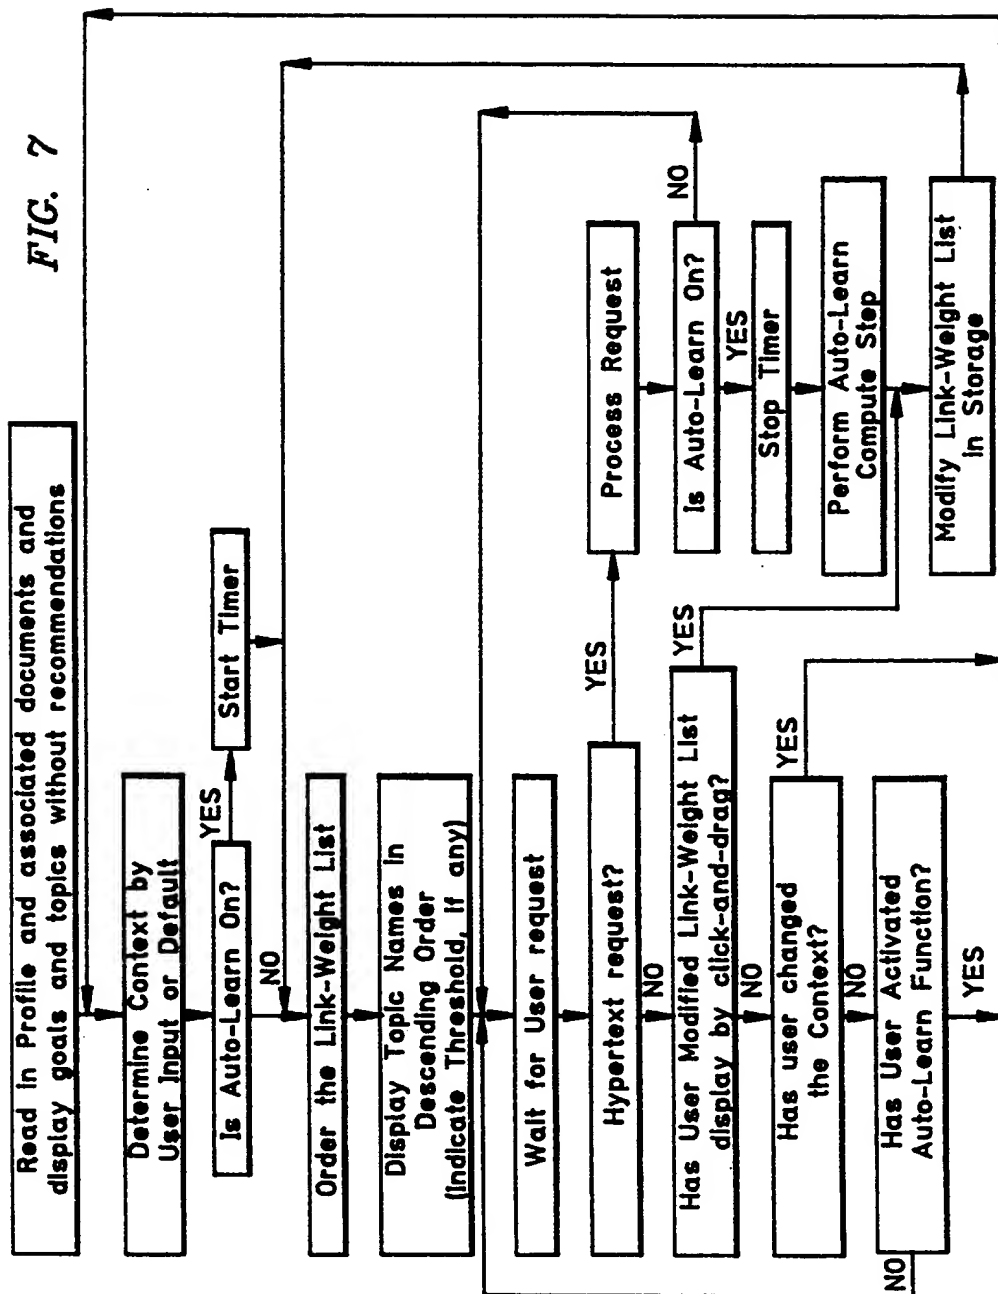 FIG. 7
Read in Profile and associated documents and
display goals and topics without recommendations
Determine Context by
User Input or Default
Is Auto-Learn On?
YES
Start Timer
NO
Order the Link-Weight List
Display Topic Names in
Descending Order
(Indicate Threshold, if any)
Wait for User request
Hypertext request?
YES
Process Request
Is Auto-Learn On?
NO
YES
Stop Timer
Perform Auto-Learn
Compute Step
Modify Link-Weight List
in Storage
NO
Has User Modified Link-Weight List
display by click-and-drag?
YES
NO
Has user changed
the Context?
YES
NO
Has User Activated
Auto-Learn Function?
NO
YES